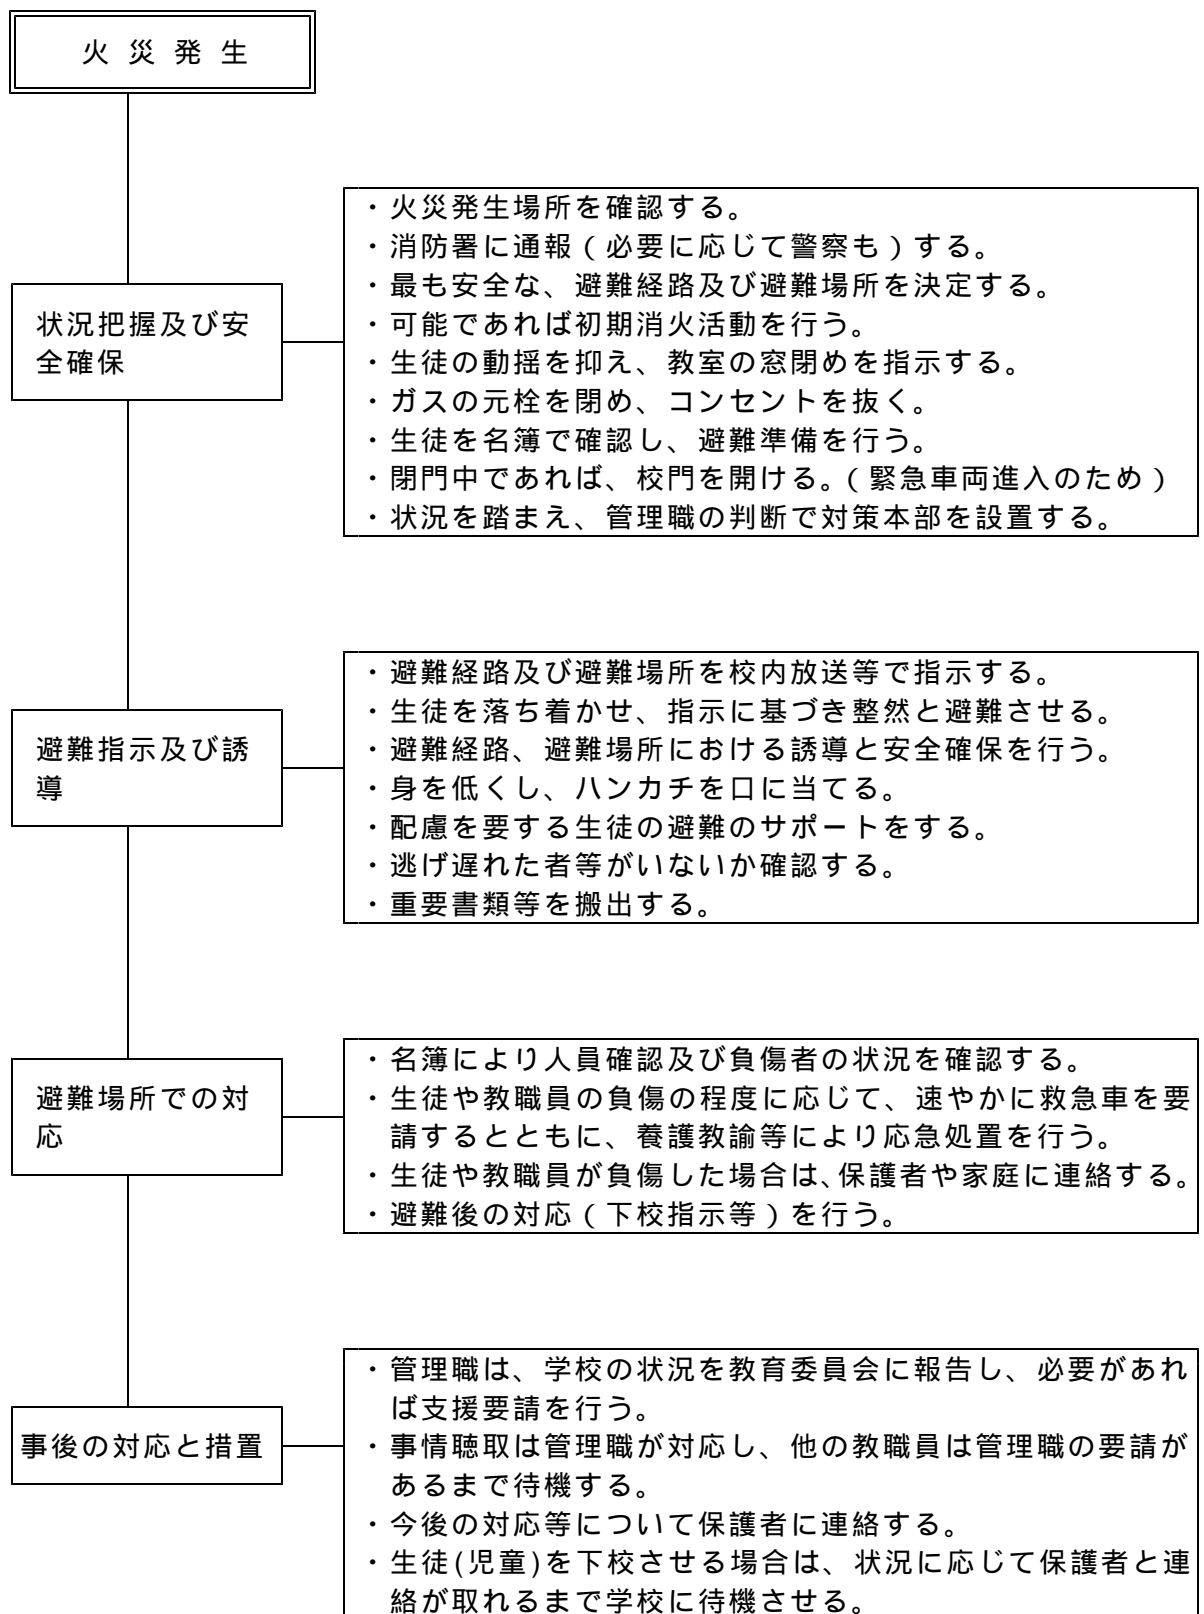 火災発生
・火災発生場所を確認する。
・消防署に通報（必要に応じて警察も）する。
・最も安全な、避難経路及び避難場所を決定する。
状況把握及び安
全確保
・可能であれば初期消火活動を行う。
・生徒の動揺を抑え、教室の窓閉めを指示する。
・ガスの元栓を閉め、コンセントを抜く。
・生徒を名簿で確認し、避難準備を行う。
・閉門中であれば、校門を開ける。（緊急車両進入のため）
・状況を踏まえ、管理職の判断で対策本部を設置する。
・避難経路及び避難場所を校内放送等で指示する。
・生徒を落ち着かせ、指示に基づき整然と避難させる。
避難指示及び誘
導
・避難経路、避難場所における誘導と安全確保を行う。
・身を低くし、ハンカチを口に当てる。
・配慮を要する生徒の避難のサポートをする。
・逃げ遅れた者等がいないか確認する。
・重要書類等を搬出する。
・名簿により人員確認及び負傷者の状況を確認する。
避難場所での対
応
・生徒や教職員の負傷の程度に応じて、速やかに救急車を要
請するとともに、養護教諭等により応急処置を行う。
・生徒や教職員が負傷した場合は、保護者や家庭に連絡する。
・避難後の対応（下校指示等）を行う。
・管理職は、学校の状況を教育委員会に報告し、必要があれ
ば支援要請を行う。
事後の対応と措置
・事情聴取は管理職が対応し、他の教職員は管理職の要請が
あるまで待機する。
・今後の対応等について保護者に連絡する。
・生徒(児童)を下校させる場合は、状況に応じて保護者と連
絡が取れるまで学校に待機させる。